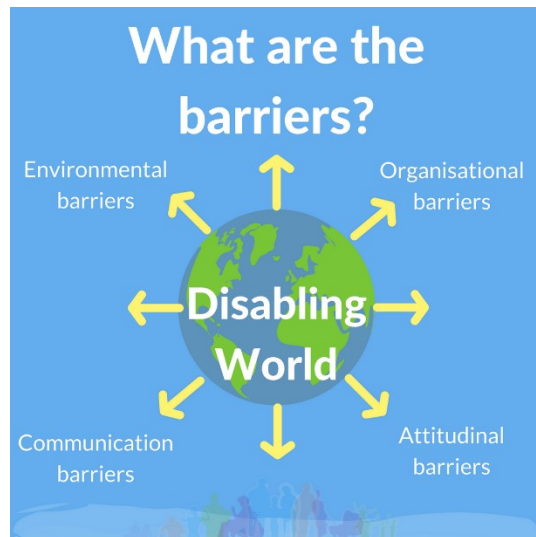 What are the
barriers?
Environmental
barriers
Organisational
barriers
Disabling
World
Communication
barriers
Attitudinal
barriers